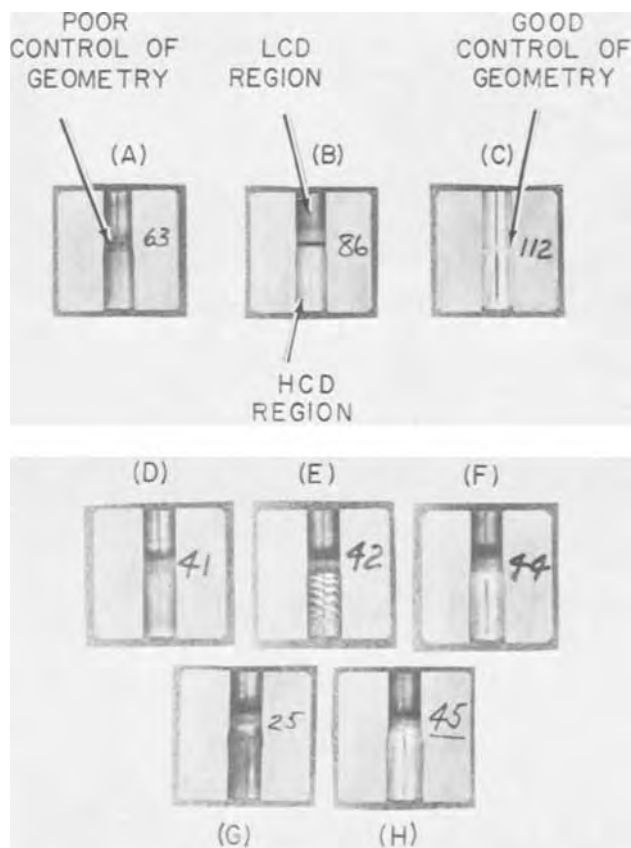 POOR
CONTROL OF
GEOMETRY
LCD
REGION
GOOD
CONTROL OF
GEOMETRY
(A)
(B)
(C)
63
86
112
HCD
REGION
(D)
(E)
(F)
41
42
44
25
45
(G)
(H)